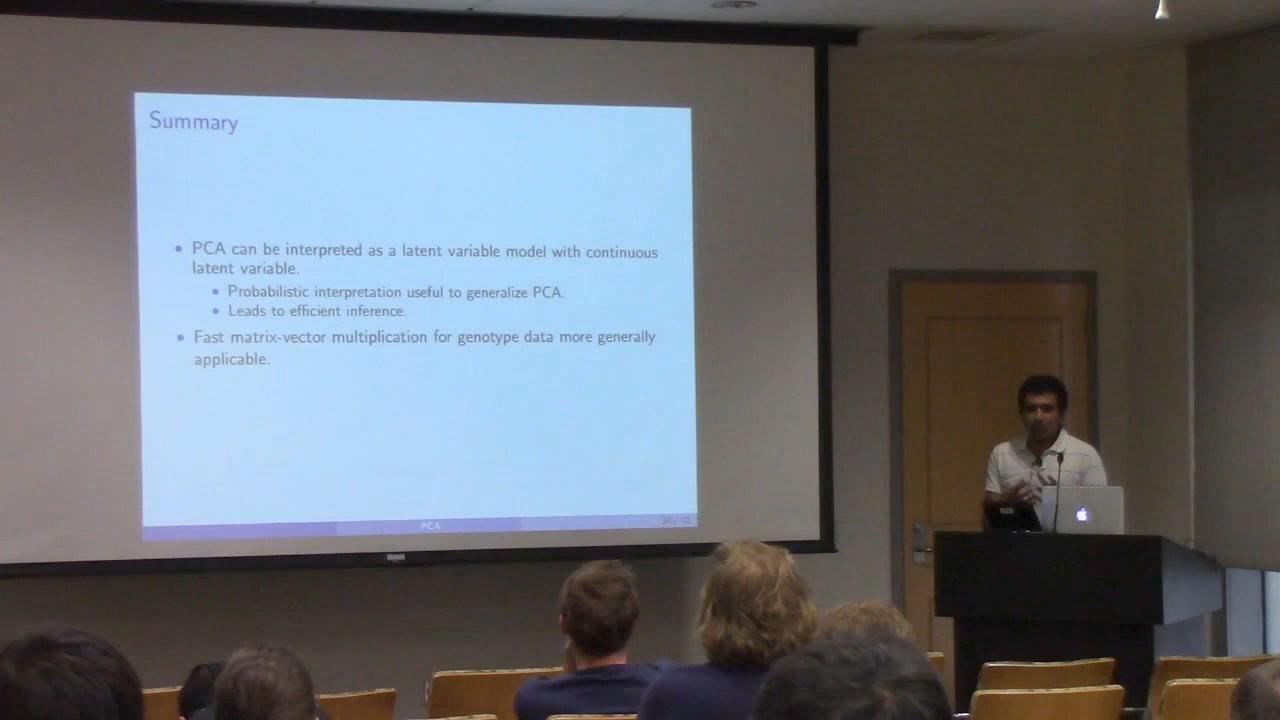 Summary
PCA can be interpreted as a latent variable model with continuous
latent variable.
Probabilistic interpretation useful to generalize PCA.
Leads to efficient inference.
Fast matrix-vector multiplication for genotype data more generally
applicable.
PCA